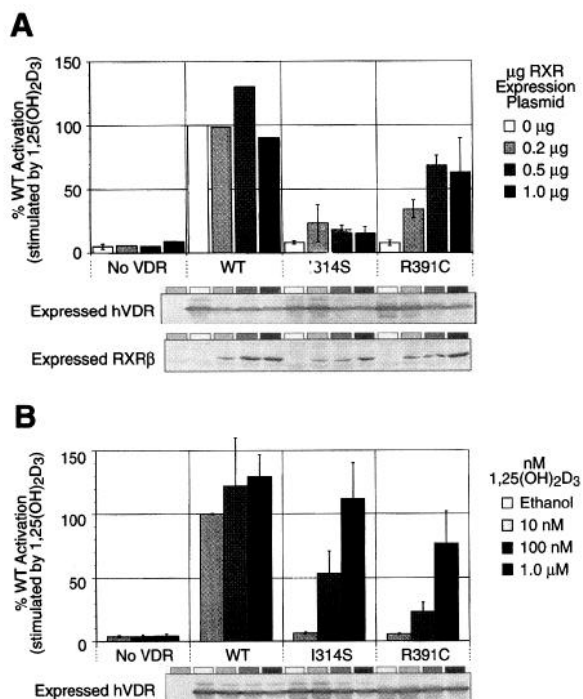 A
% WT Activation
(stimulated by 1,25(OH)2D3)
150
100
50
0
No VDR
WT
314S
R391C
µg RXR
Expression
Plasmid
0 µg
0.2 µg
0.5 µg
1.0 µg
Expressed hVDR
Expressed RXRβ
B
% WT Activation
(stimulated by 1,25(OH)2D3)
150
100
50
0
No VDR
WT
I314S
R391C
nM
1,25(OH)2D3
Ethanol
10 nM
100 nM
1.0 µM
Expressed hVDR